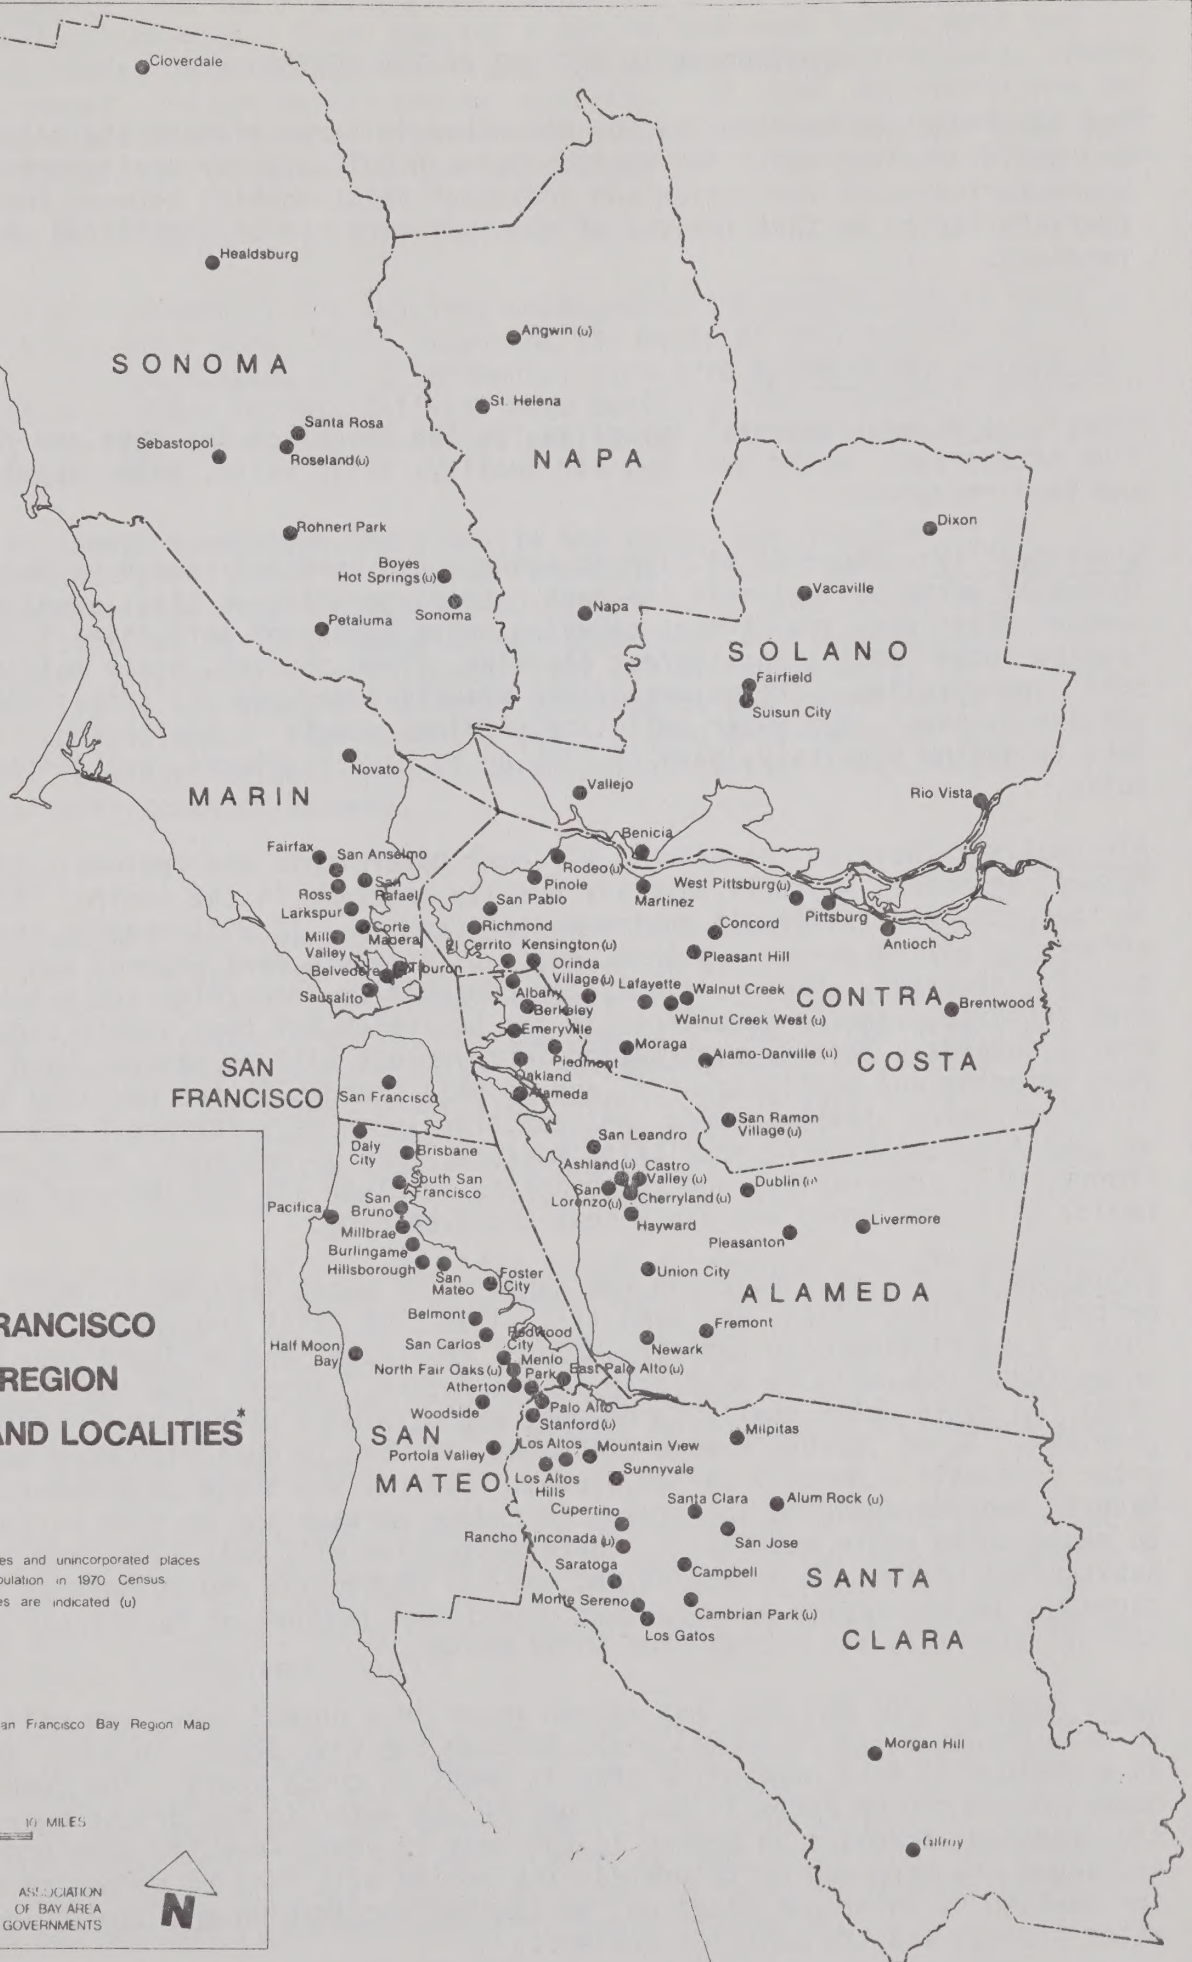 Cloverdale
Healdsburg
SONOMA
Angwin (u)
St. Helena
Santa Rosa
Sebastopol
Roseland(u)
NAPA
Rohnert Park
Boyes
Hot Springs(u)
Sonoma
Petaluma
Napa
Dixon
Vacaville
SOLANO
Fairfield
Suisun City
Novato
MARIN
Vallejo
Rio Vista
Benicia
Fairfax
San Anselmo
Ross
San
Rafael
Larkspur
Corte
Madera
Mill
Valley
Belvedere
Tiburon
Sausalito
Rodeo(u)
Pinole
San Pablo
Richmond
Martinez
West Pittsburg(u)
Pittsburg
Antioch
Concord
Pleasant Hill
El Cerrito
Kensington(u)
Orinda
Village(u)
Lafayette
Walnut Creek
Walnut Creek West (u)
CONTRA
COSTA
Brentwood
Albany
Berkeley
Emeryville
Piedmont
Moraga
Alamo-Danville (u)
Oakland
Alameda
SAN
FRANCISCO
San Francisco
San Ramon
Village(u)
San Leandro
Daly
City
Brisbane
South San
Francisco
Ashland(u)
Castro
Valley (u)
San
Lorenzo(u)
Cherryland(u)
Hayward
Dublin
Pacifica
San
Bruno
Millbrae
Burlingame
Hillsborough
San
Mateo
Foster
City
Livermore
Pleasanton
Union City
ALAMEDA
Belmont
San Carlos
Redwood
City
Fremont
Newark
Half Moon
Bay
North Fair Oaks(u)
Menlo
Park
East Palo Alto(u)
Atherton
Woodside
Palo Alto
Stanford(u)
SAN
MATEO
Portola Valley
Los Altos
Mountain View
Los Altos
Hills
Sunnyvale
Milpitas
Cupertino
Santa Clara
Alum Rock (u)
Rancho Rinconada (u)
San Jose
Saratoga
Campbell
SANTA
CLARA
Monte Sereno
Cambrian Park(u)
Los Gatos
Morgan Hill
Gilroy
RANCISCO
REGION
AND LOCALITIES*
es and unincorporated places
pulation in 1970 Census.
es are indicated (u)
an Francisco Bay Region Map
10 MILES
ASSOCIATION
OF BAY AREA
GOVERNMENTS
N